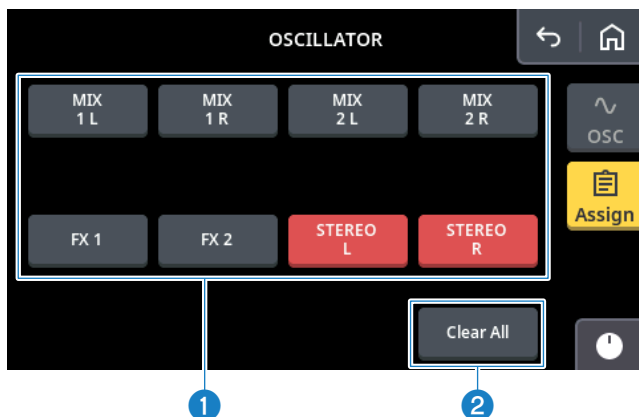 OSCILLATOR
MIX
1 L
MIX
1 R
MIX
2 L
MIX
2 R
OSC
Assign
FX 1
FX 2
STEREO
L
STEREO
R
Clear All
1
2